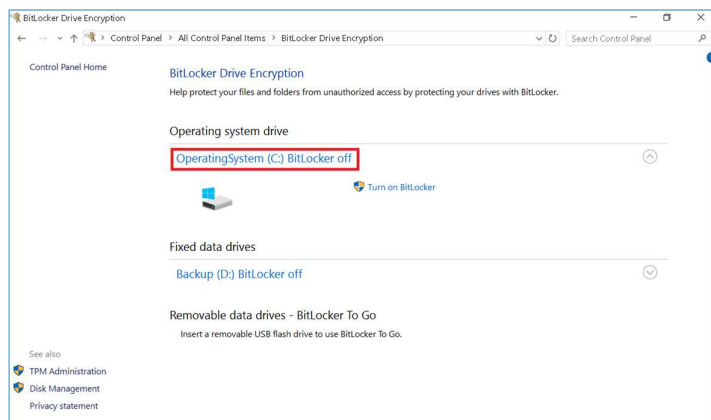 BitLocker Drive Encryption
Control Panel > All Control Panel Items > BitLocker Drive Encryption
Search Control Panel
Control Panel Home
BitLocker Drive Encryption
Help protect your files and folders from unauthorized access by protecting your drives with BitLocker.
Operating system drive
OperatingSystem (C:) BitLocker off
Turn on BitLocker
Fixed data drives
Backup (D:) BitLocker off
Removable data drives - BitLocker To Go
Insert a removable USB flash drive to use BitLocker To Go.
See also
TPM Administration
Disk Management
Privacy statement